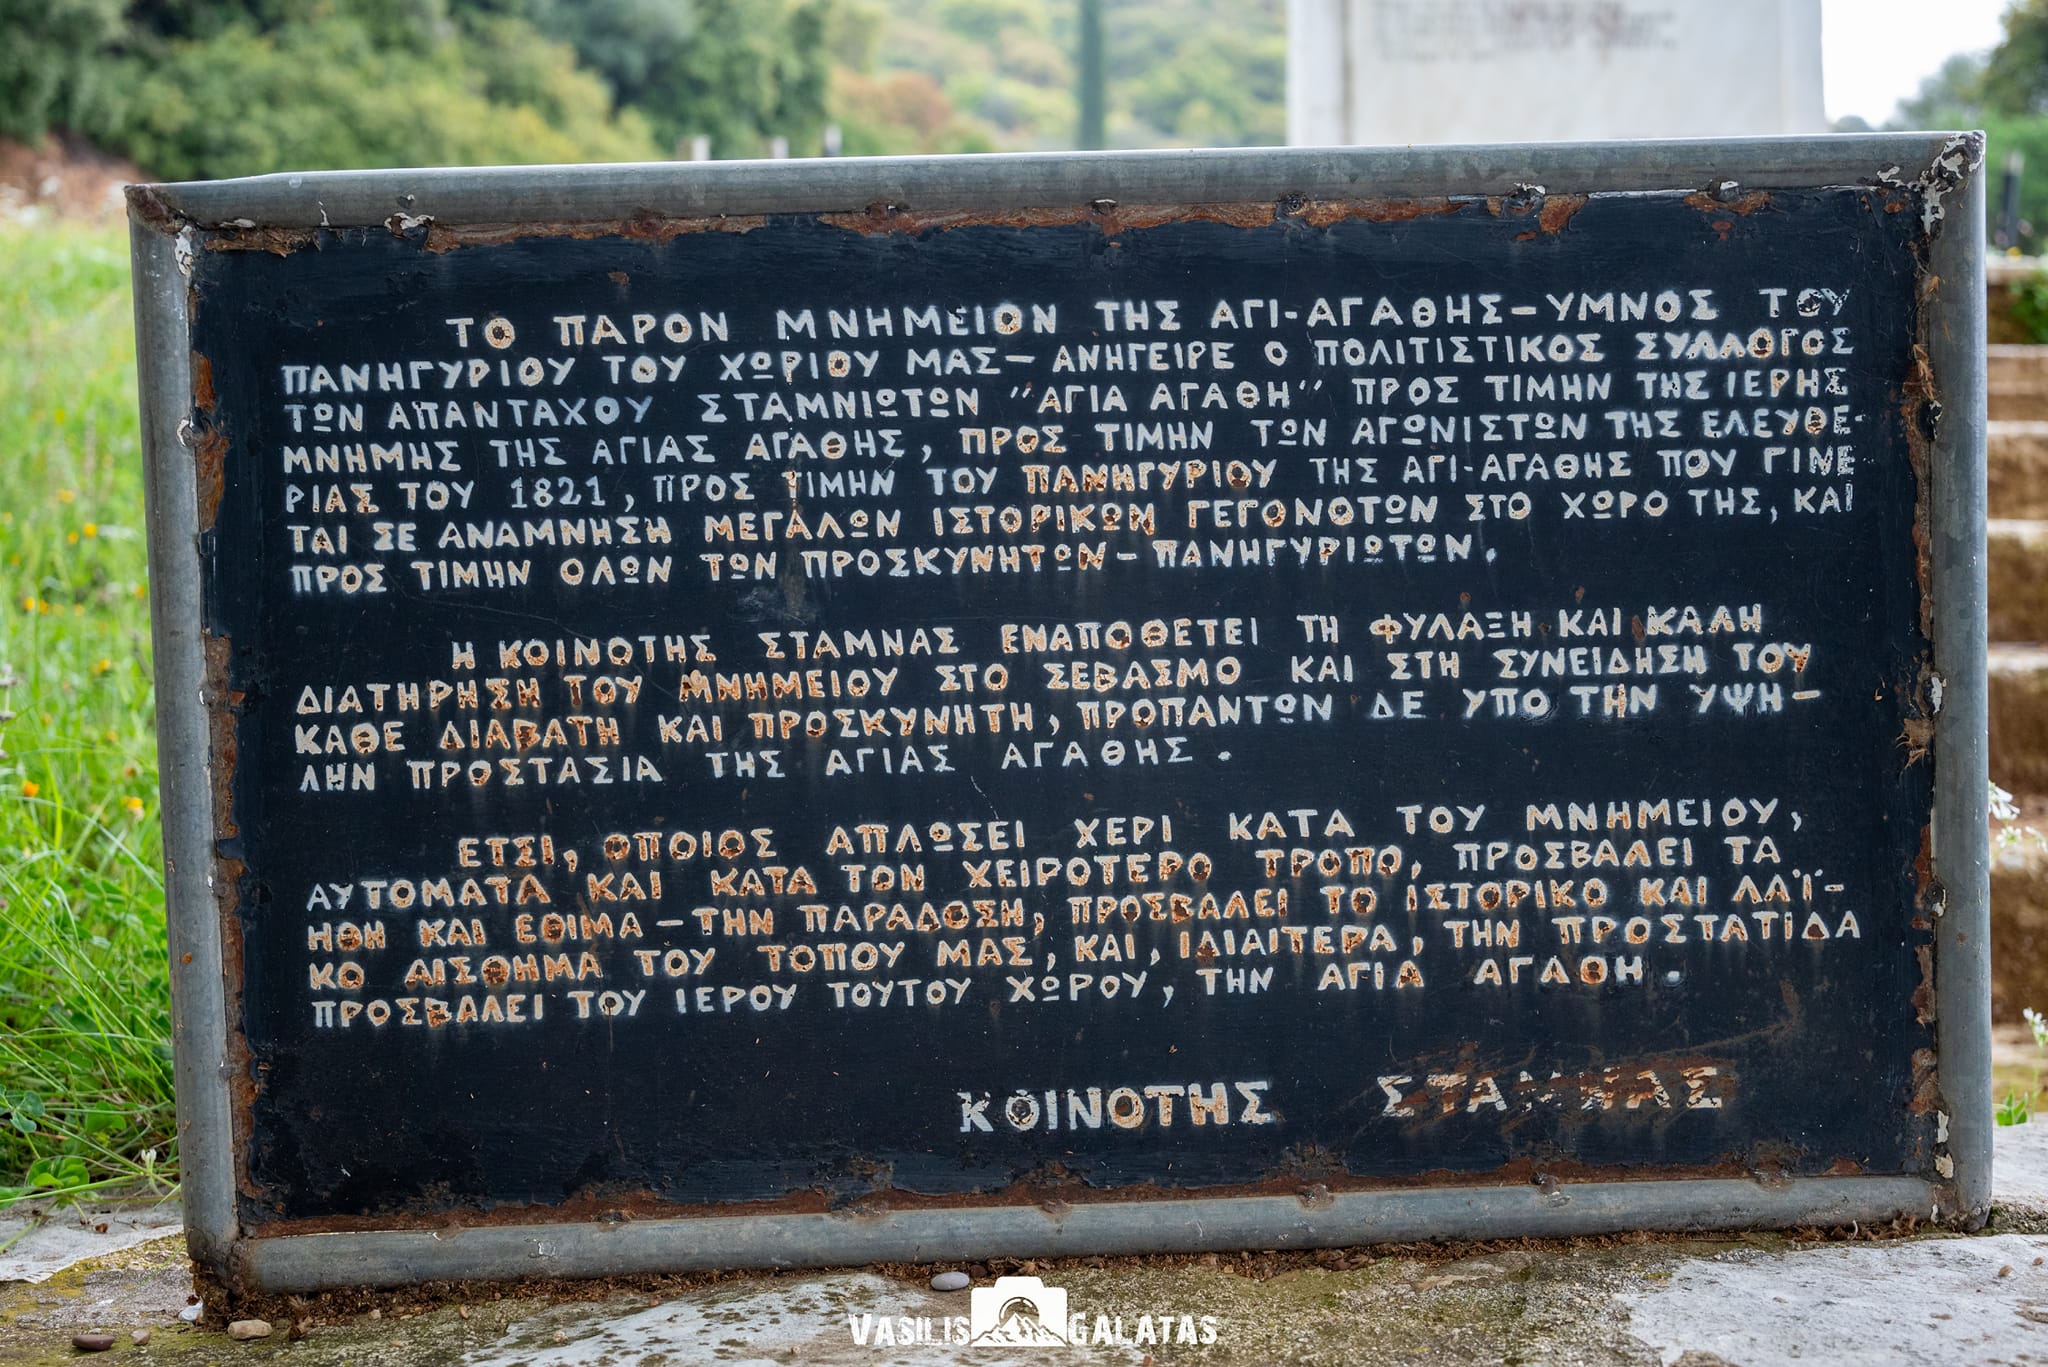 ΤΟ ΠΑΡΟΝ ΜΝΗΜΕΙΟΝ ΤΗΣ ΑΓΙ-ΑΓΑΘΗΣ – ΥΜΝΟΣ ΤΟΥ
ΠΑΝΗΓΥΡΙΟΥ ΤΟΥ ΧΩΡΙΟΥ ΜΑΣ – ΑΝΗΓΕΙΡΕ Ο ΠΟΛΙΤΙΣΤΙΚΟΣ ΣΥΛΛΟΓΟΣ
ΤΩΝ ΑΠΑΝΤΑΧΟΥ ΣΤΑΜΝΙΩΤΩΝ "ΑΓΙΑ ΑΓΑΘΗ" ΠΡΟΣ ΤΙΜΗΝ ΤΗΣ ΙΕΡΗΣ
ΜΝΗΜΗΣ ΤΗΣ ΑΓΙΑΣ ΑΓΑΘΗΣ, ΠΡΟΣ ΤΙΜΗΝ ΤΩΝ ΑΓΩΝΙΣΤΩΝ ΤΗΣ ΕΛΕΥΘΕ-
ΡΙΑΣ ΤΟΥ 1821, ΠΡΟΣ ΤΙΜΗΝ ΤΟΥ ΠΑΝΗΓΥΡΙΟΥ ΤΗΣ ΑΓΙ-ΑΓΑΘΗΣ ΠΟΥ ΓΙΝΕ
ΤΑΙ ΣΕ ΑΝΑΜΝΗΣΗ ΜΕΓΑΛΩΝ ΙΣΤΟΡΙΚΩΝ ΓΕΓΟΝΟΤΩΝ ΣΤΟ ΧΩΡΟ ΤΗΣ, ΚΑΙ
ΠΡΟΣ ΤΙΜΗΝ ΟΛΩΝ ΤΩΝ ΠΡΟΣΚΥΝΗΤΩΝ – ΠΑΝΗΓΥΡΙΩΤΩΝ.
Η ΚΟΙΝΟΤΗΣ ΣΤΑΜΝΑΣ ΕΝΑΠΟΘΕΤΕΙ ΤΗ ΦΥΛΑΞΗ ΚΑΙ ΚΑΛΗ
ΔΙΑΤΗΡΗΣΗ ΤΟΥ ΜΝΗΜΕΙΟΥ ΣΤΟ ΣΕΒΑΣΜΟ ΚΑΙ ΣΤΗ ΣΥΝΕΙΔΗΣΗ ΤΟΥ
ΚΑΘΕ ΔΙΑΒΑΤΗ ΚΑΙ ΠΡΟΣΚΥΝΗΤΗ, ΠΡΟΠΑΝΤΩΝ ΔΕ ΥΠΟ ΤΗΝ ΥΨΗ–
ΛΗΝ ΠΡΟΣΤΑΣΙΑ ΤΗΣ ΑΓΙΑΣ ΑΓΑΘΗΣ.
ΕΤΣΙ, ΟΠΟΙΟΣ ΑΠΛΩΣΕΙ ΧΕΡΙ ΚΑΤΑ ΤΟΥ ΜΝΗΜΕΙΟΥ,
ΑΥΤΟΜΑΤΑ ΚΑΙ ΚΑΤΑ ΤΟΝ ΧΕΙΡΟΤΕΡΟ ΤΡΟΠΟ, ΠΡΟΣΒΑΛΕΙ ΤΑ
ΗΘΗ ΚΑΙ ΕΘΙΜΑ – ΤΗΝ ΠΑΡΑΔΟΣΗ, ΠΡΟΣΒΑΛΕΙ ΤΟ ΙΣΤΟΡΙΚΟ ΚΑΙ ΛΑΪ-
ΚΟ ΑΙΣΘΗΜΑ ΤΟΥ ΤΟΠΟΥ ΜΑΣ, ΚΑΙ, ΙΔΙΑΙΤΕΡΑ, ΤΗΝ ΠΡΟΣΤΑΤΙΔΑ
ΠΡΟΣΒΑΛΕΙ ΤΟΥ ΙΕΡΟΥ ΤΟΥΤΟΥ ΧΩΡΟΥ, ΤΗΝ ΑΓΙΑ ΑΓΑΘΗ.
ΚΟΙΝΟΤΗΣ ΣΤΑΜΝΑΣ
VASILIS GALATAS